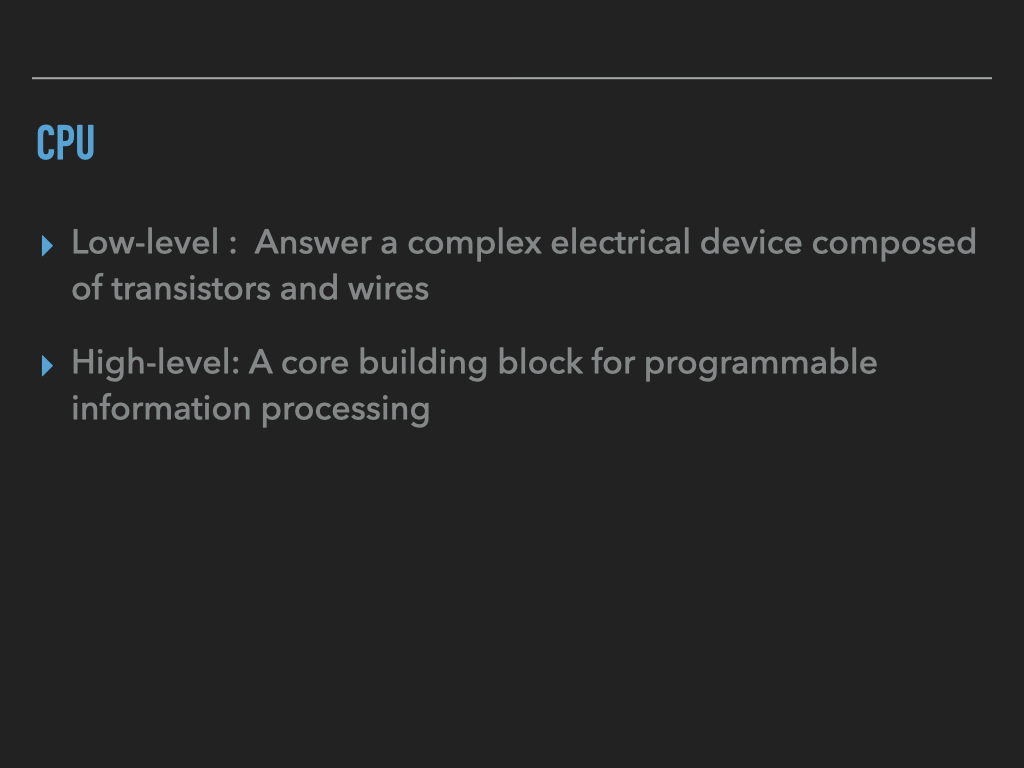 CPU
Low-level :  Answer a complex electrical device composed
of transistors and wires
High-level: A core building block for programmable
information processing